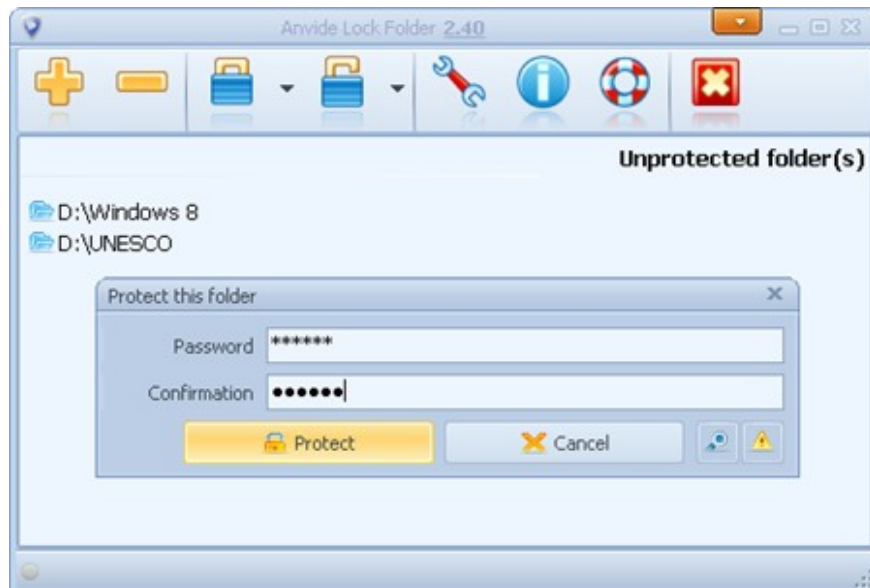 Anvide Lock Folder 2.40
Unprotected folder(s)
D:\Windows 8
D:\UNESCO
Protect this folder
Password ******
Confirmation ●●●●●●
Protect Cancel